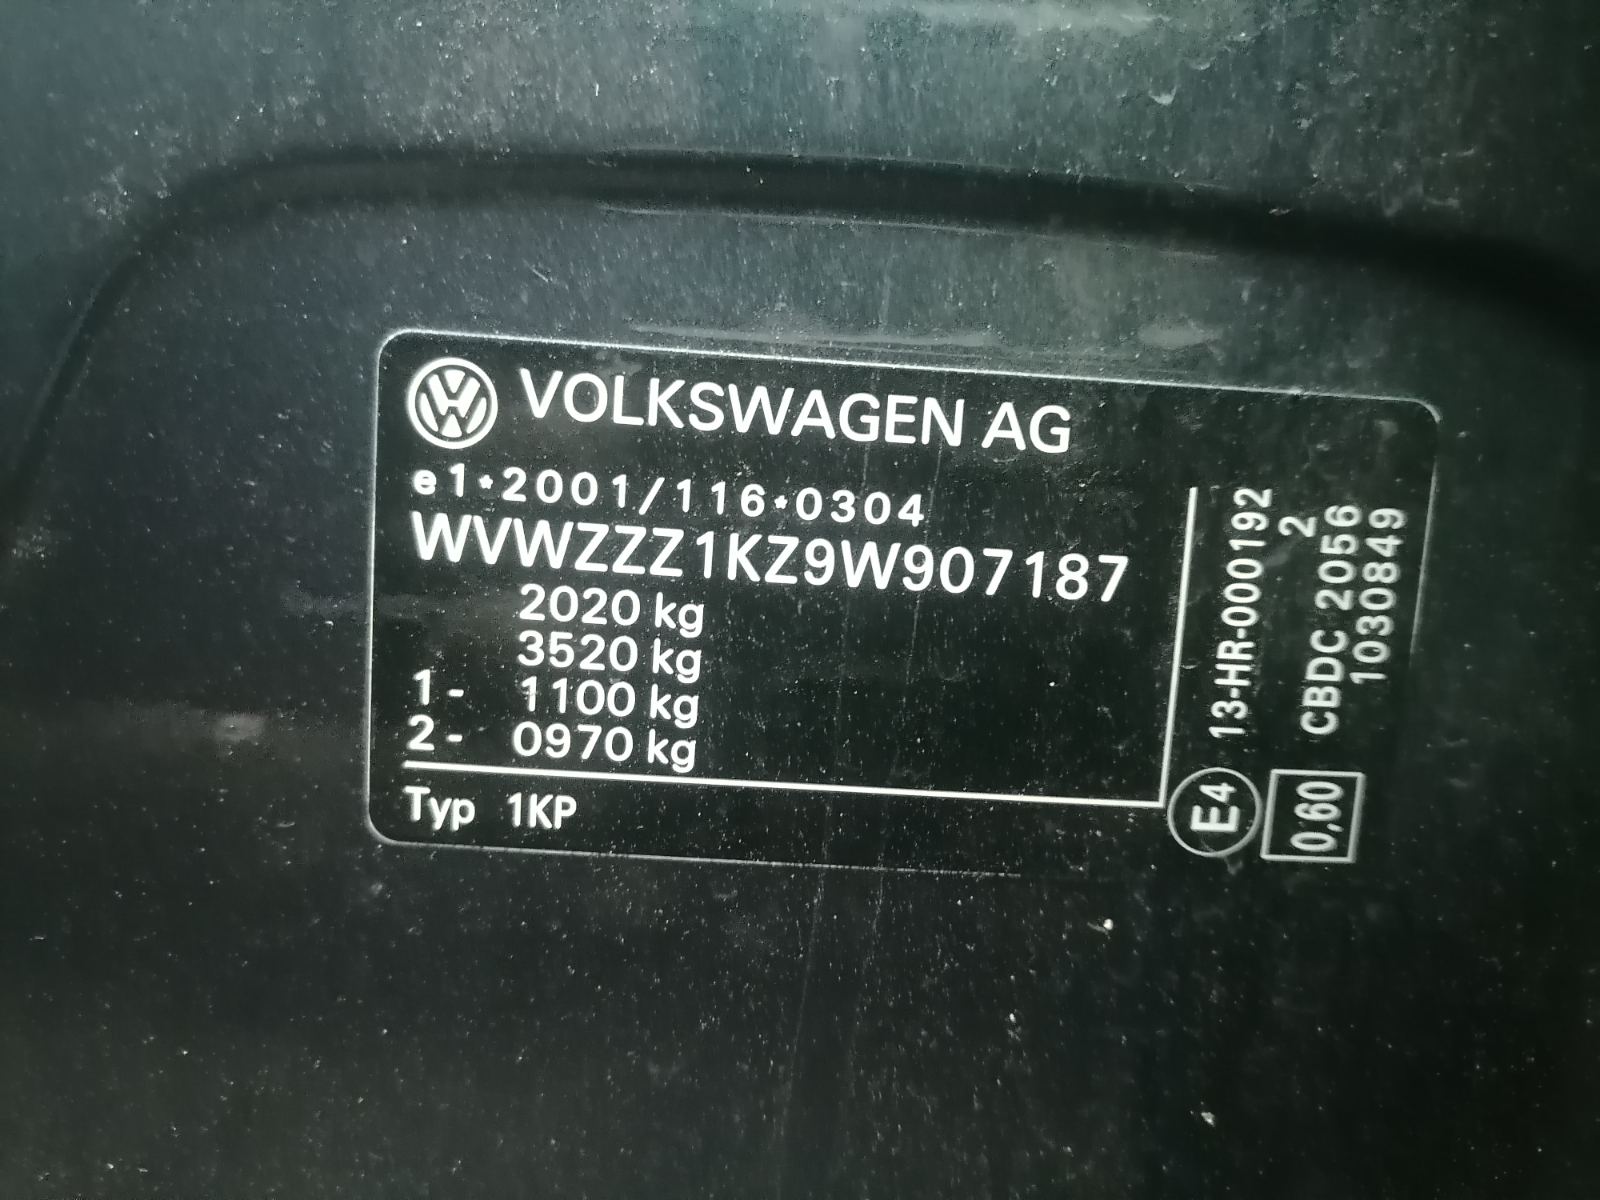 VOLKSWAGEN AG
e1*2001/116*0304
WVWZZZ1KZ9W907187
2020 kg
3520 kg
1- 1100 kg
2- 0970 kg
Typ 1KP
E4 13-HR-000192
2
0,60 CBDC 2056
1030849